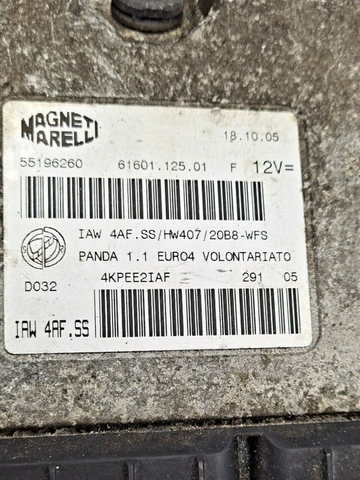 MAGNETI
MARELLI
18.10.05
55196260 61601.125.01 F 12V=
IAW 4AF.SS/HW407/20B8-WFS
PANDA 1.1 EURO4 VOLONTARIATO
D032 4KPEE2IAF 291 05
IAW 4AF.SS